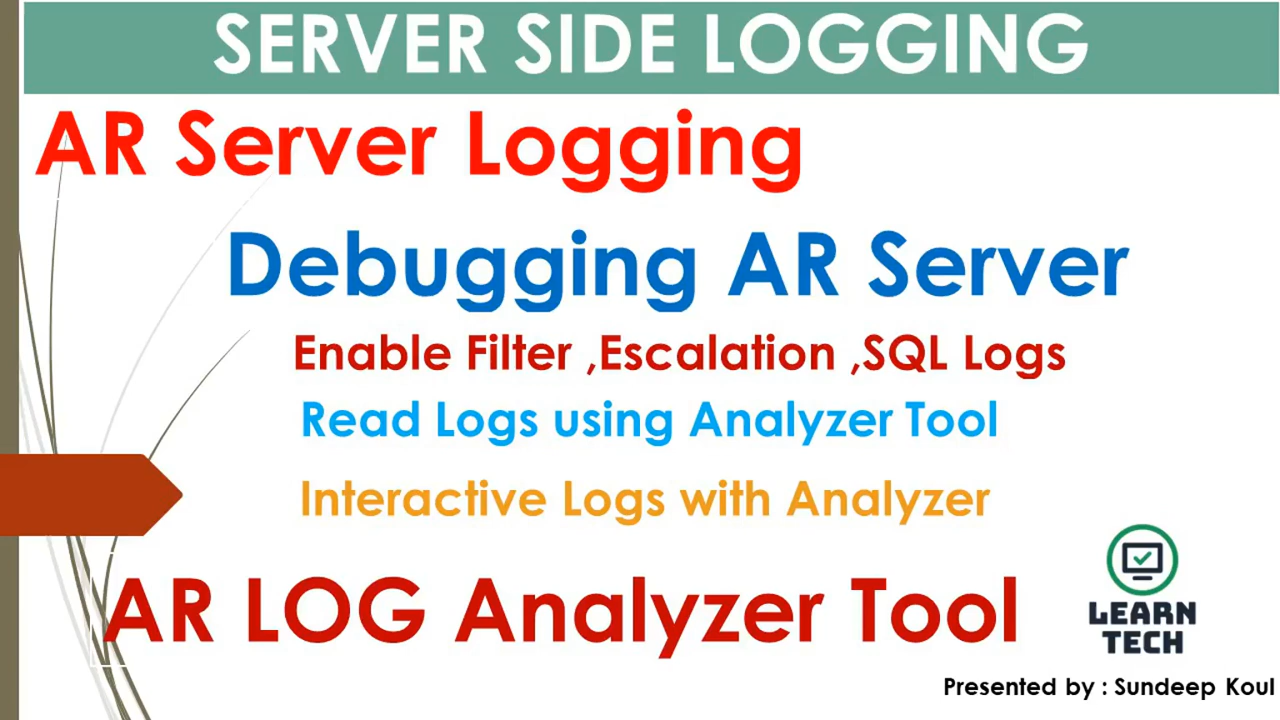 SERVER SIDE LOGGING
AR Server Logging
Debugging AR Server
Enable Filter ,Escalation ,SQL Logs
Read Logs using Analyzer Tool
Interactive Logs with Analyzer
AR LOG Analyzer Tool
LEARN
TECH
Presented by : Sundeep Koul